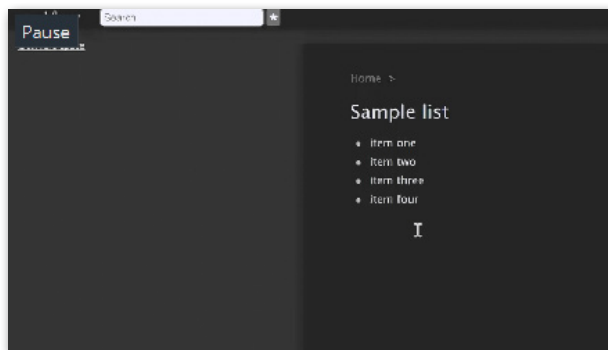 Search
Pause
Home >
Sample list
item one
item two
item three
item four